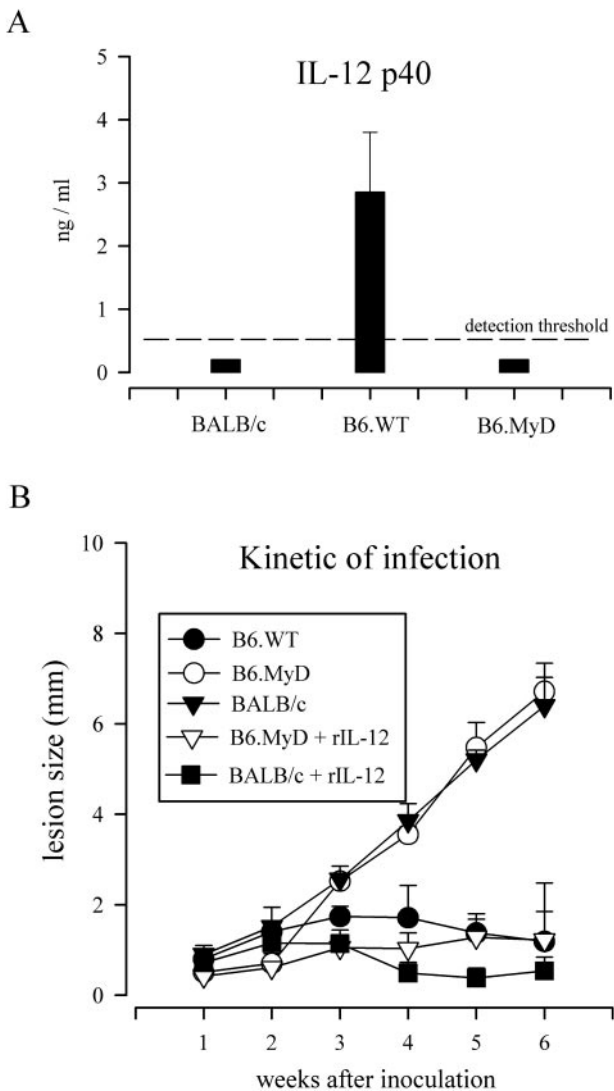 A
IL-12 p40
5
4
3
2
1
0
ng / ml
detection threshold
BALB/c B6.WT B6.MyD
B
Kinetic of infection
10
8
6
4
2
0
lesion size (mm)
B6.WT
B6.MyD
BALB/c
B6.MyD + rIL-12
BALB/c + rIL-12
1 2 3 4 5 6
weeks after inoculation